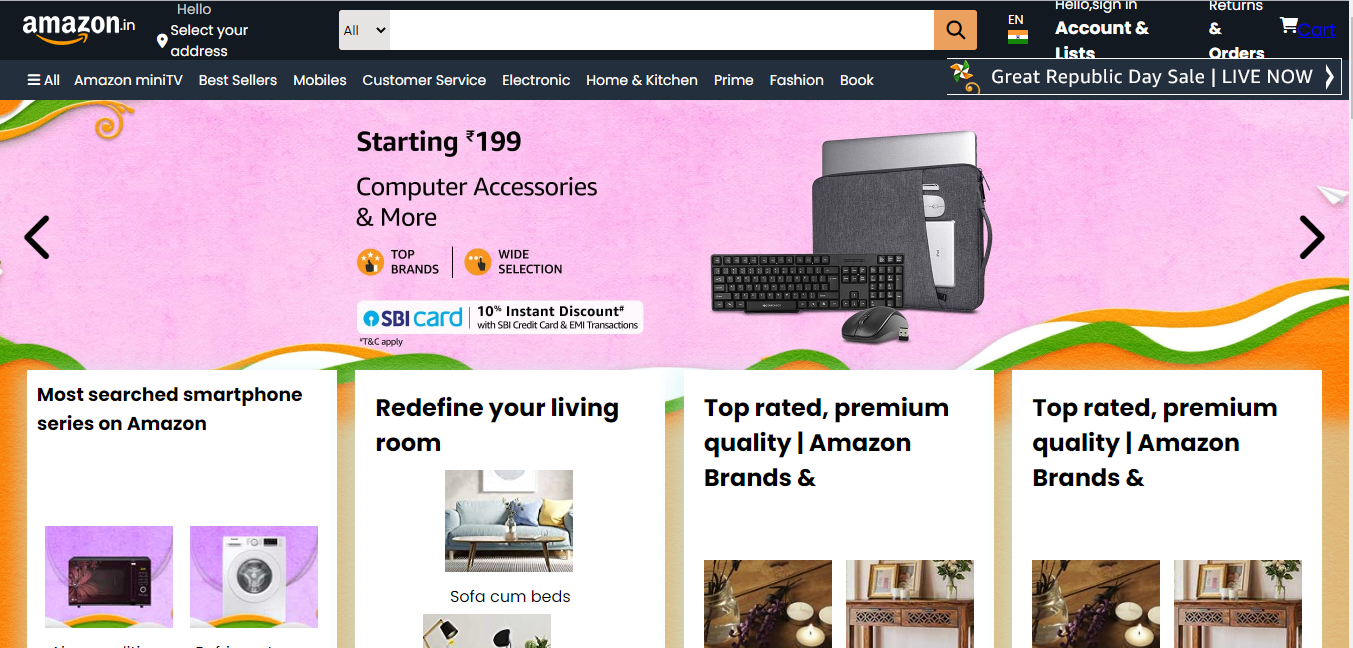 Hello
amazon.in
Select your
address
All
EN
Hello,sign in
Account &
Lists
Returns
&
Orders
Cart
All Amazon miniTV Best Sellers Mobiles Customer Service Electronic Home & Kitchen Prime Fashion Book
Great Republic Day Sale | LIVE NOW
Starting ₹199
Computer Accessories
& More
TOP
BRANDS
WIDE
SELECTION
SBI card
10% Instant Discount#
with SBI Credit Card & EMI Transactions
#T&C apply
Most searched smartphone
series on Amazon
Redefine your living
room
Sofa cum beds
Top rated, premium
quality | Amazon
Brands &
Top rated, premium
quality | Amazon
Brands &